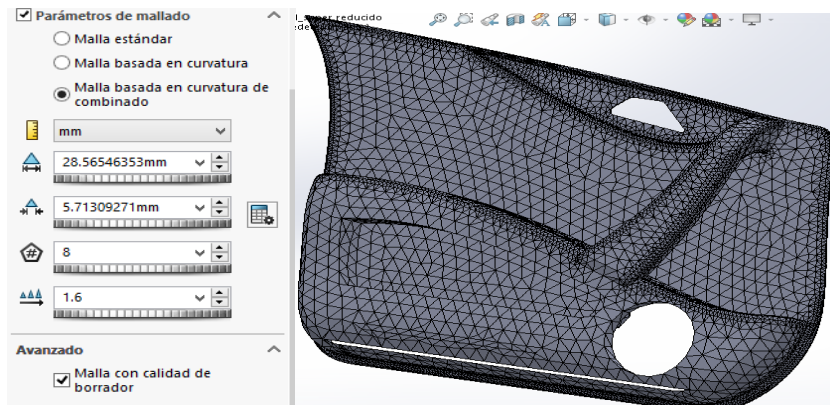 Parámetros de mallado
Malla estándar
Malla basada en curvatura
Malla basada en curvatura de
combinado
mm
28.56546353mm
5.71309271mm
8
1.6
Avanzado
Malla con calidad de
borrador
reducido